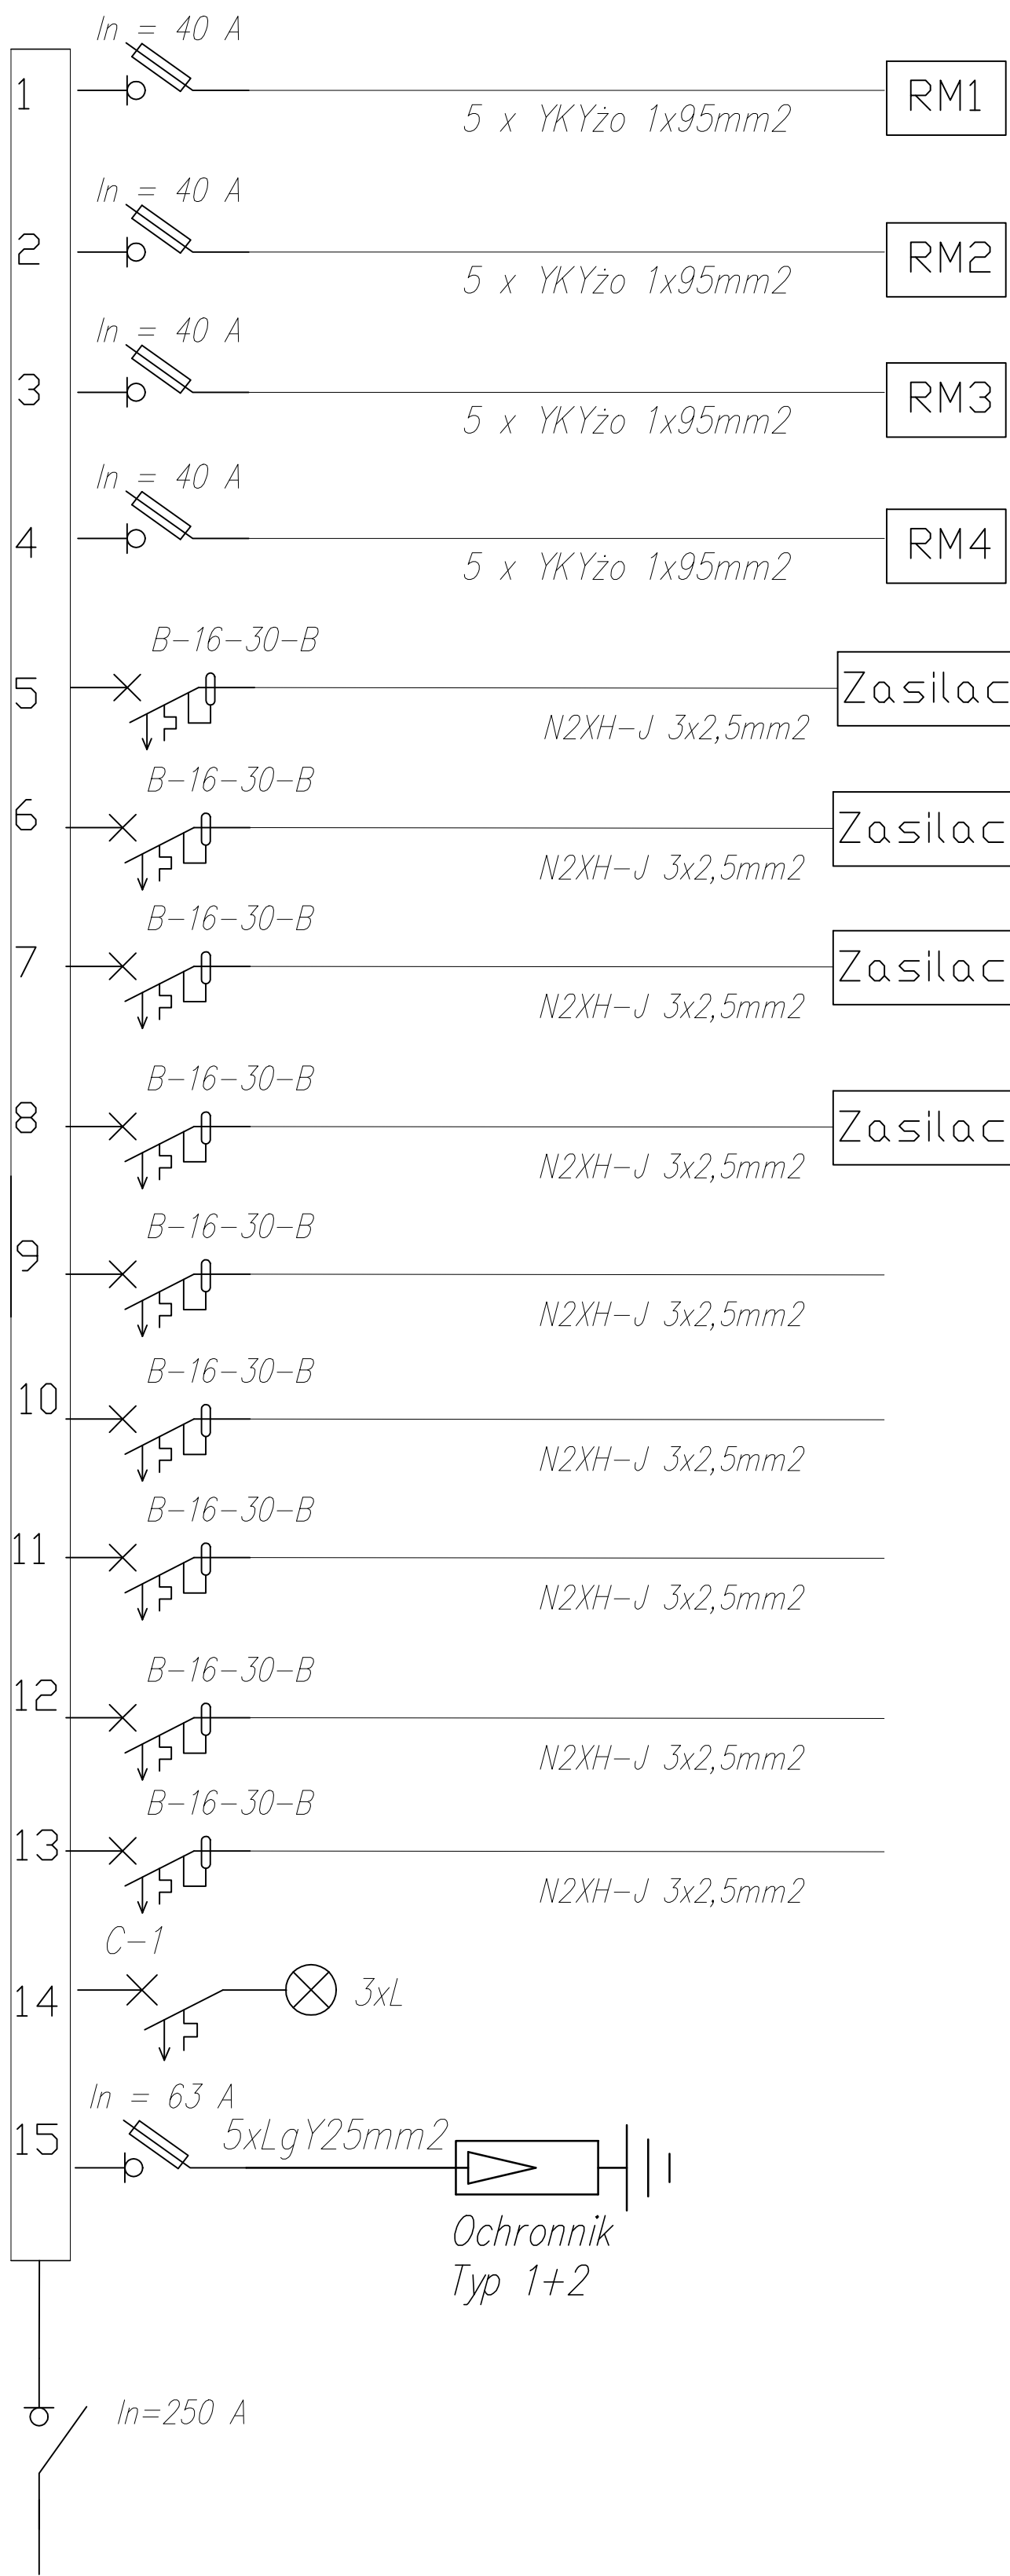 In = 40 A
1
RM1
5 x YKYżo 1x95mm2
In = 40 A
2
RM2
5 x YKYżo 1x95mm2
In = 40 A
3
RM3
5 x YKYżo 1x95mm2
In = 40 A
4
RM4
5 x YKYżo 1x95mm2
B-16-30-B
5
Zasilac
N2XH-J 3x2,5mm2
B-16-30-B
6
Zasilac
N2XH-J 3x2,5mm2
B-16-30-B
7
Zasilac
N2XH-J 3x2,5mm2
B-16-30-B
8
Zasilac
N2XH-J 3x2,5mm2
B-16-30-B
9
N2XH-J 3x2,5mm2
B-16-30-B
10
N2XH-J 3x2,5mm2
B-16-30-B
11
N2XH-J 3x2,5mm2
B-16-30-B
12
N2XH-J 3x2,5mm2
B-16-30-B
13
N2XH-J 3x2,5mm2
C-1
14
3xL
In = 63 A
15
5xLgY25mm2
Ochronnik
Typ 1+2
In=250 A